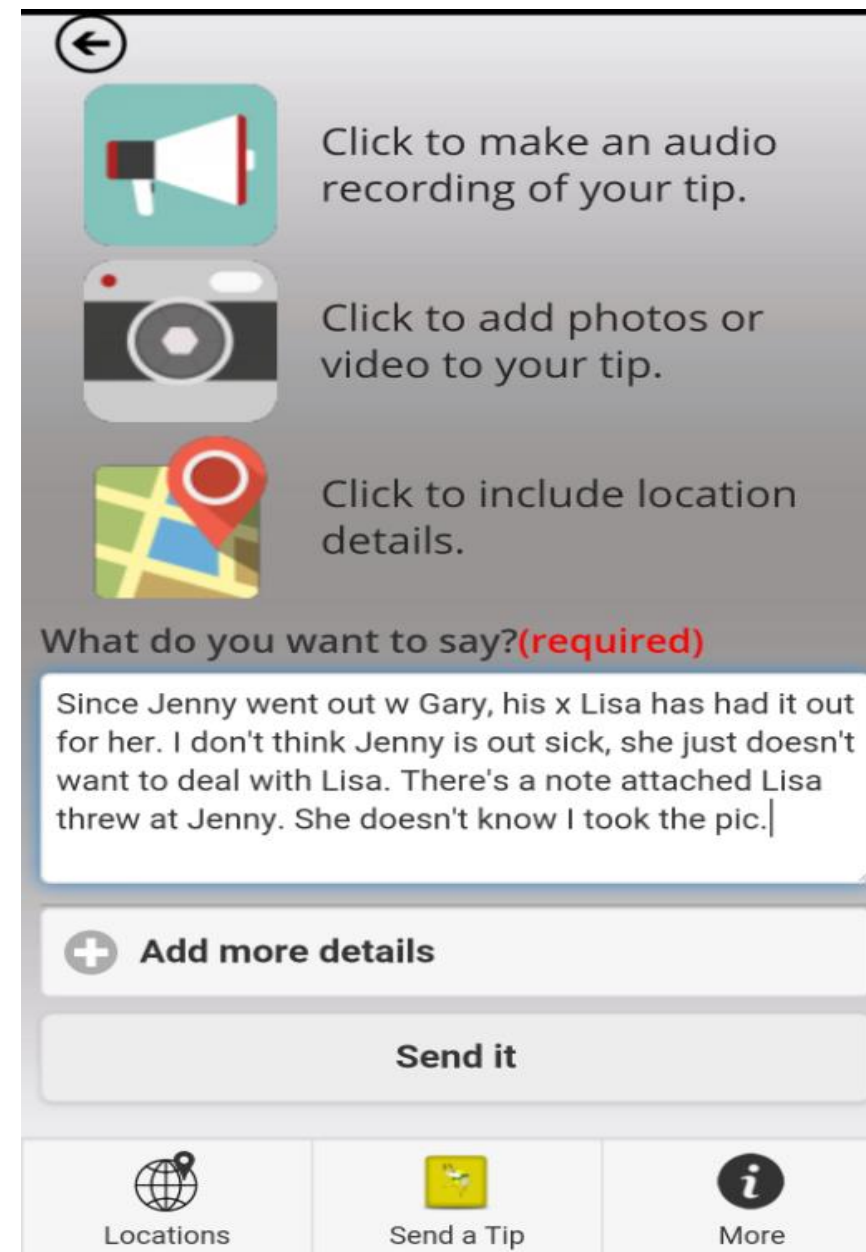 Click to make an audio
recording of your tip.
Click to add photos or
video to your tip.
Click to include location
details.
What do you want to say?(required)
Since Jenny went out w Gary, his x Lisa has had it out
for her. I don't think Jenny is out sick, she just doesn't
want to deal with Lisa. There's a note attached Lisa
threw at Jenny. She doesn't know I took the pic.
Add more details
Send it
Locations
Send a Tip
More